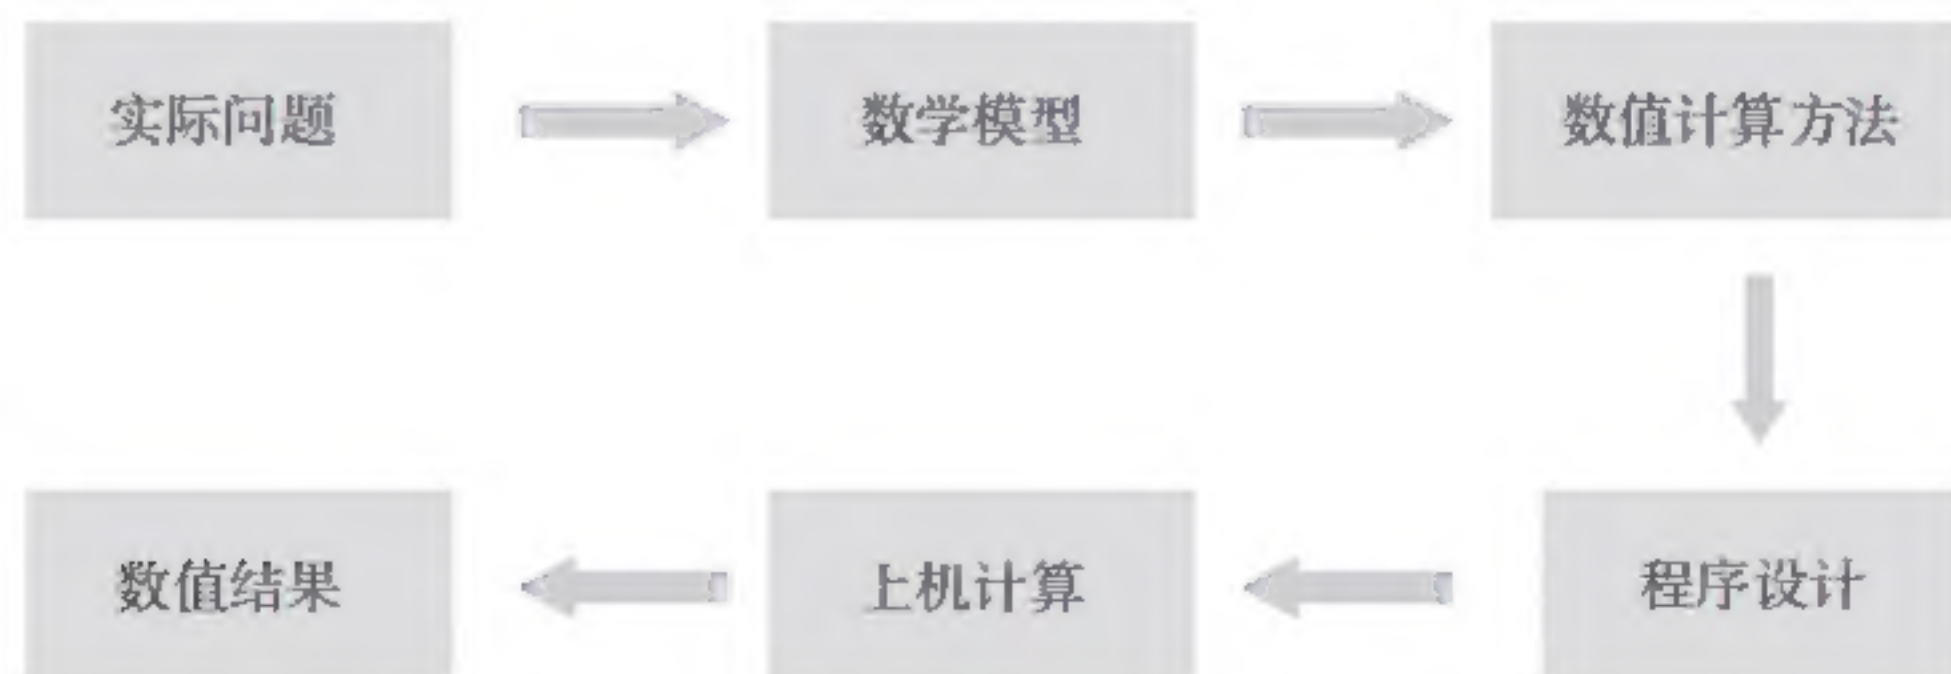 实际问题
数学模型
数值计算方法
程序设计
上机计算
数值结果